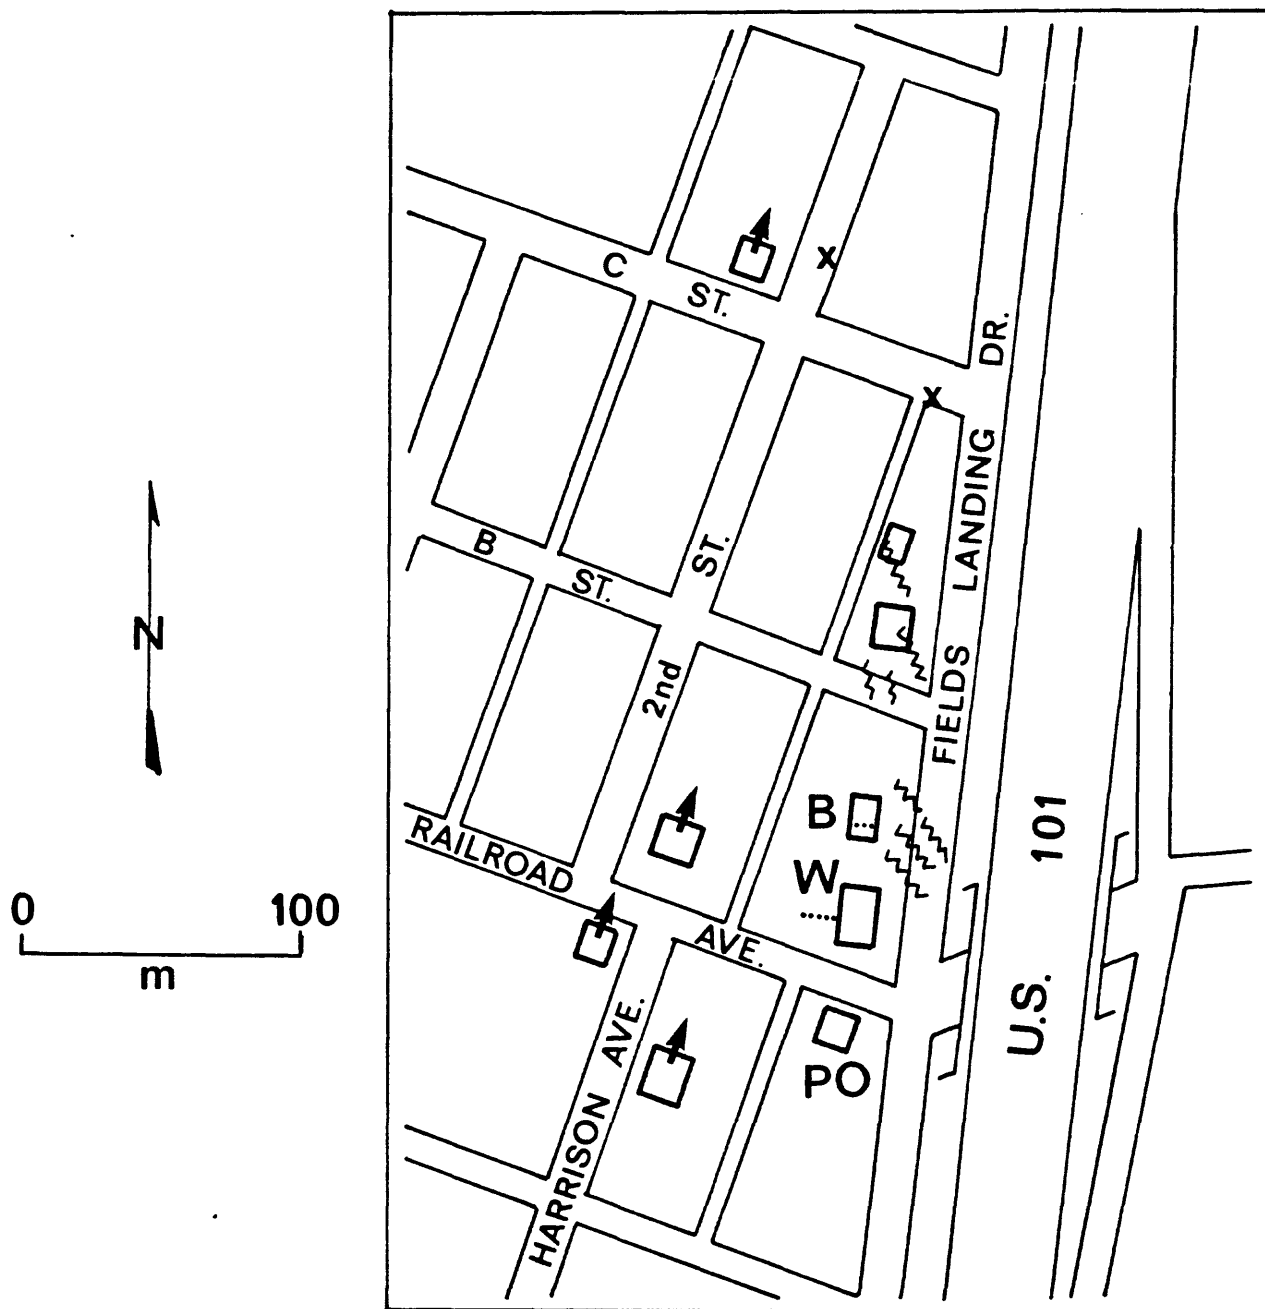 C
ST.
X
DR.
X
LANDING
B
ST.
ST.
N
2nd
FIELDS
B
101
W
RAILROAD
AVE.
0 100
m
U.S.
AVE.
PO
HARRISON